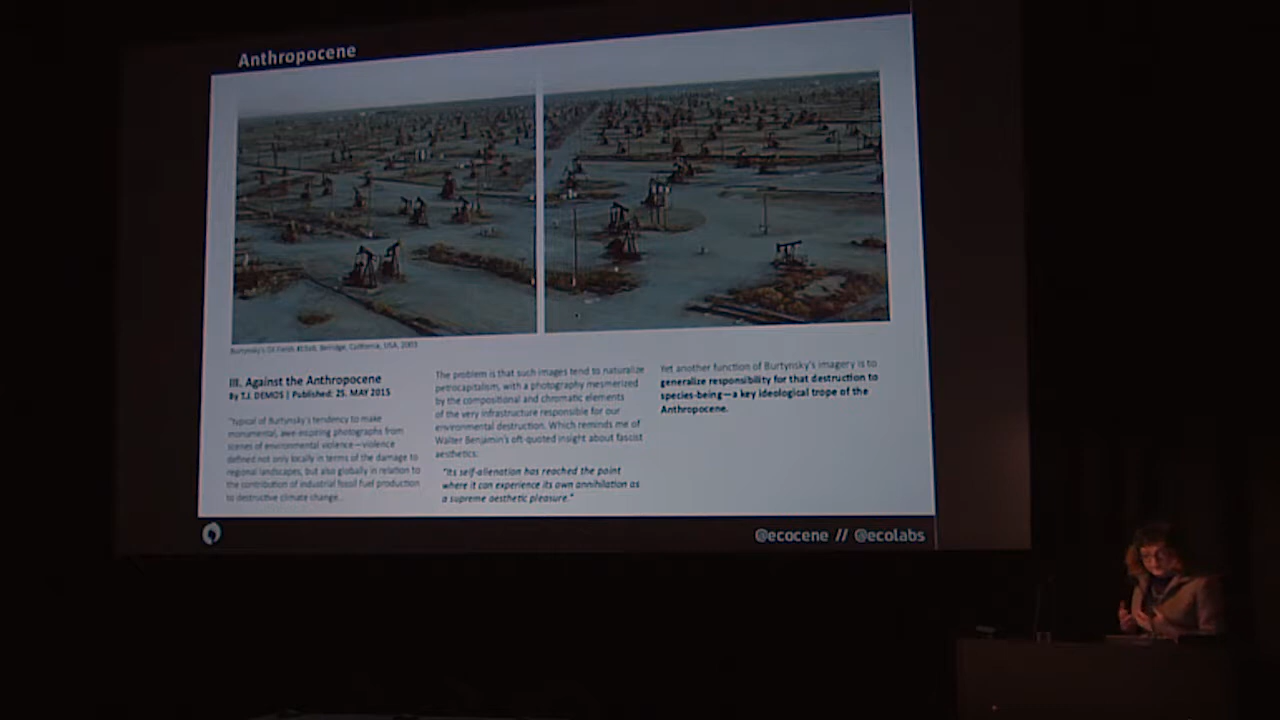 Anthropocene
Burtynsky's Oil Fields #19ab, Belridge, California, USA, 2003
III. Against the Anthropocene
By T.J. DEMOS | Published: 25. MAY 2015
"Typical of Burtynsky's tendency to make
monumental, awe-inspiring photographs from
scenes of environmental violence—violence
defined not only locally in terms of the damage to
regional landscapes, but also globally in relation to
the contribution of industrial fossil fuel production
to destructive climate change.
The problem is that such images tend to naturalize
petrocapitalism, with a photography mesmerized
by the compositional and chromatic elements
of the very infrastructure responsible for our
environmental destruction. Which reminds me of
Walter Benjamin's oft-quoted insight about fascist
aesthetics:
"Its self-alienation has reached the point
where it can experience its own annihilation as
a supreme aesthetic pleasure."
Yet another function of Burtynsky's imagery is to
generalize responsibility for that destruction to
species-being—a key ideological trope of the
Anthropocene.
@ecocene // @ecolabs